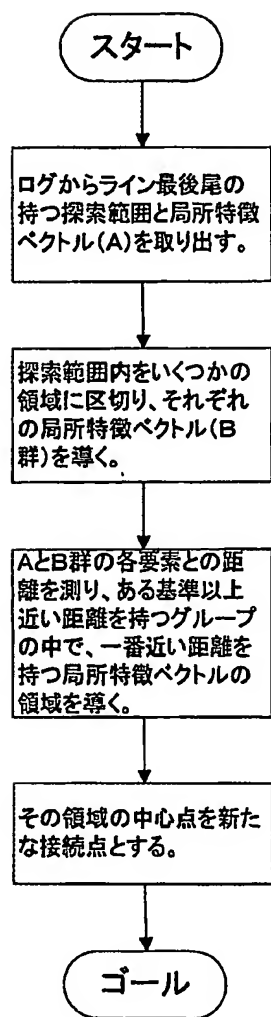 スタート
ログからライン最後尾の
持つ探索範囲と局所特徴
ベクトル(A)を取り出す。
探索範囲内をいくつかの
領域に区切り、それぞれ
の局所特徴ベクトル(B
群)を導く。
AとB群の各要素との距
離を測り、ある基準以上
近い距離を持つグループ
の中で、一番近い距離を
持つ局所特徴ベクトルの
領域を導く。
その領域の中心点を新た
な接続点とする。
ゴール